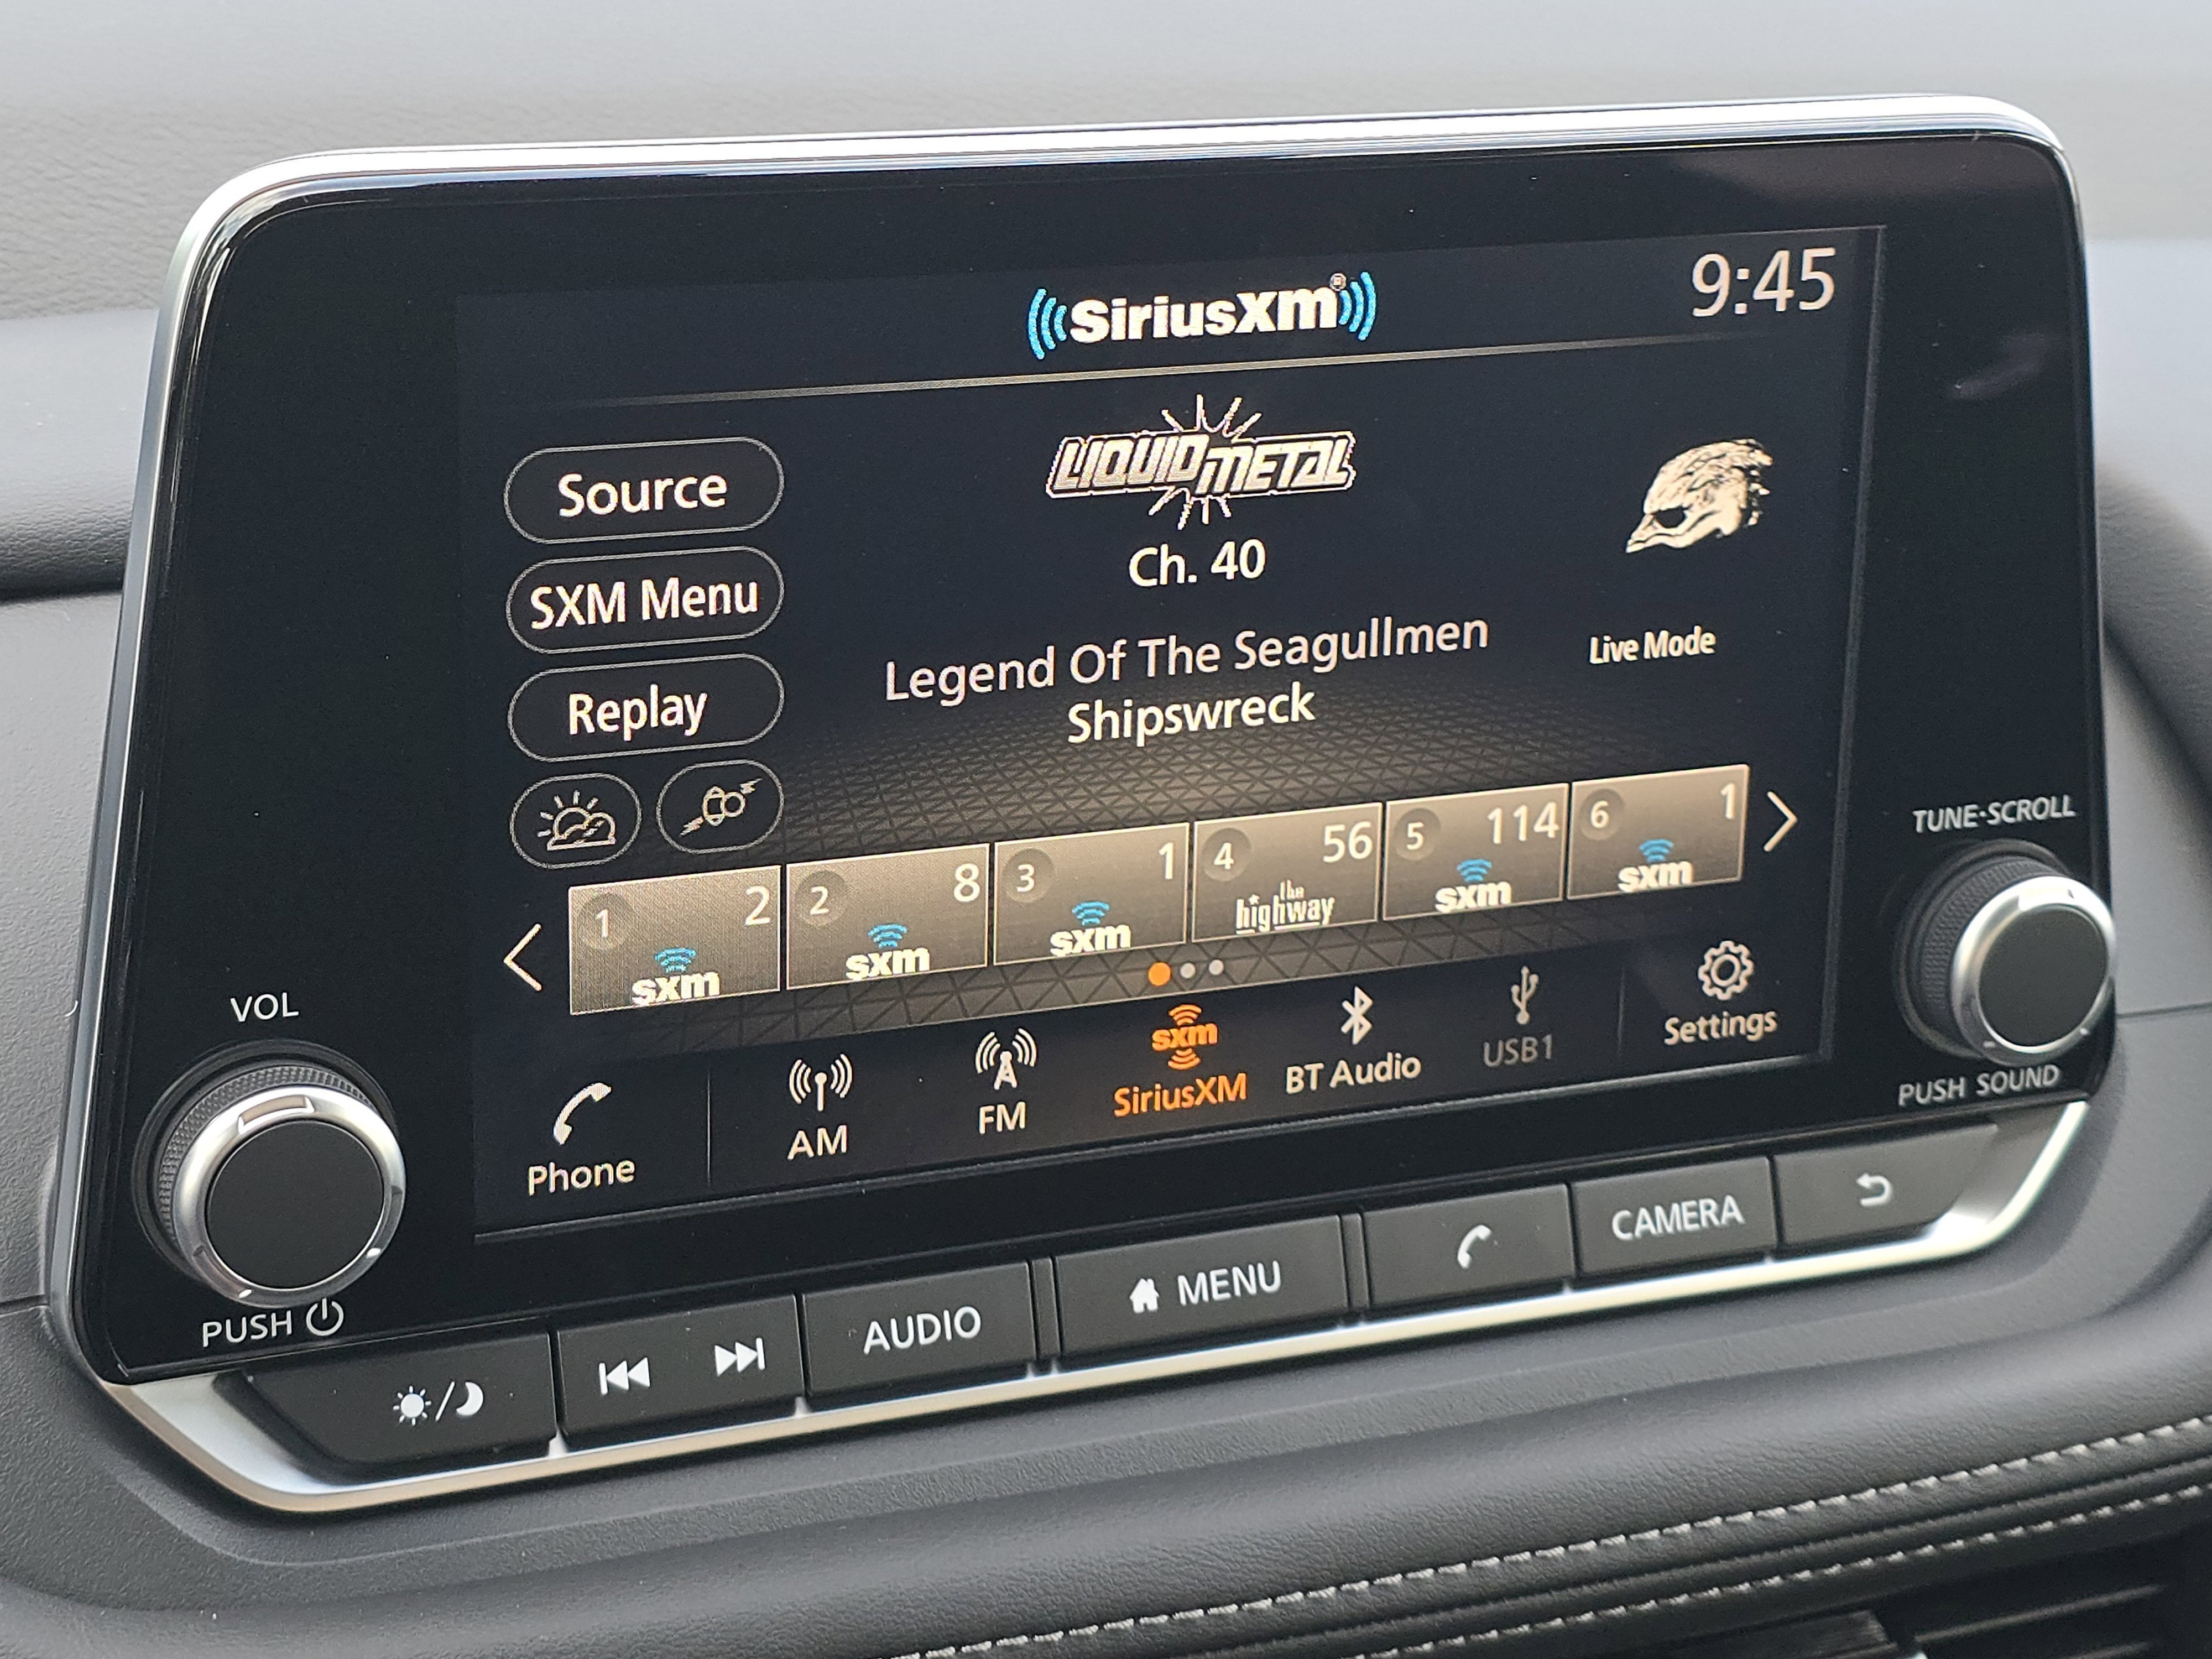 SiriusXm®
9:45
LIQUID METAL
Ch. 40
Source
SXM Menu
Replay
Legend Of The Seagullmen
Shipswreck
Live Mode
1 2 sxm
2 8 sxm
3 1 sxm
4 56 the highway
5 114 sxm
6 1 sxm
Phone
AM
FM
sxm
SiriusXM
BT Audio
USB1
Settings
VOL
PUSH
TUNE·SCROLL
PUSH SOUND
AUDIO
MENU
CAMERA